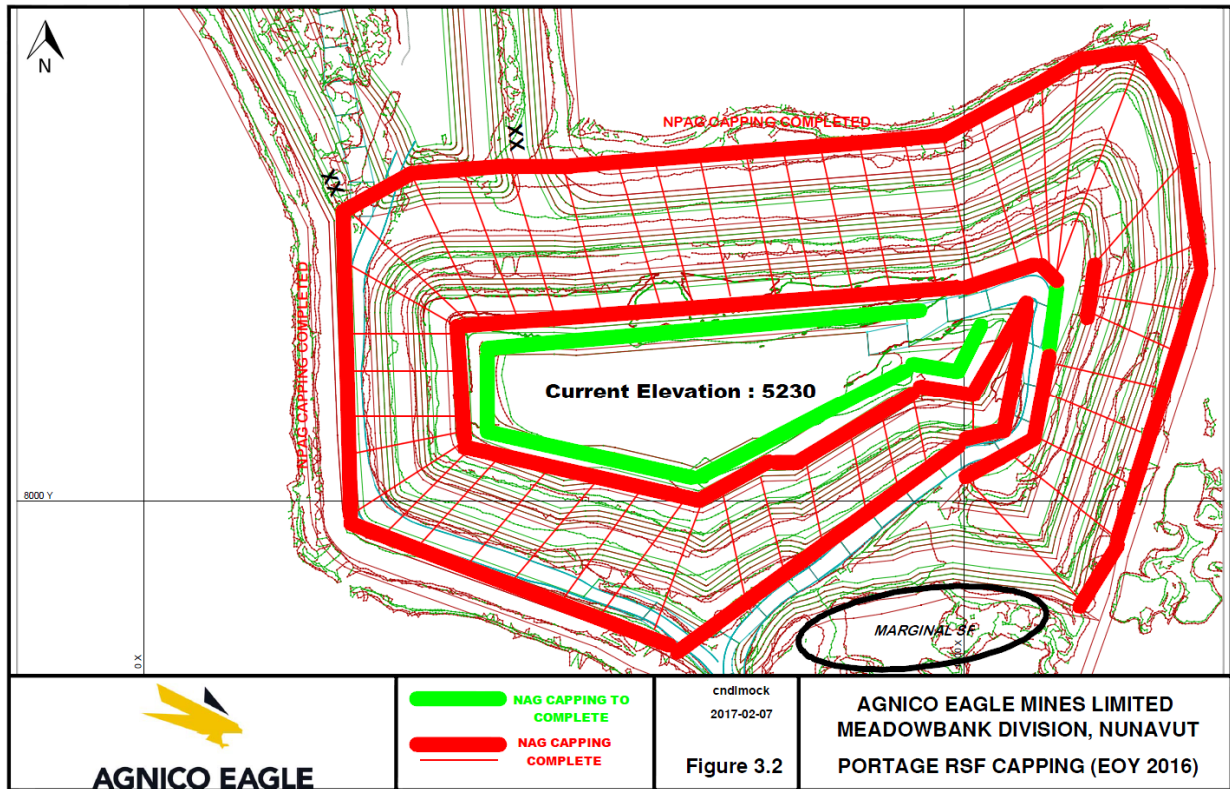 N
XX
XX
NPAG CAPPING COMPLETED
NPAG CAPPING COMPLETED
Current Elevation : 5230
8000 Y
0 X
MARGINAL SF
AGNICO EAGLE
NAG CAPPING TO
COMPLETE
NAG CAPPING
COMPLETE
cndlmock
2017-02-07
Figure 3.2
AGNICO EAGLE MINES LIMITED
MEADOWBANK DIVISION, NUNAVUT
PORTAGE RSF CAPPING (EOY 2016)